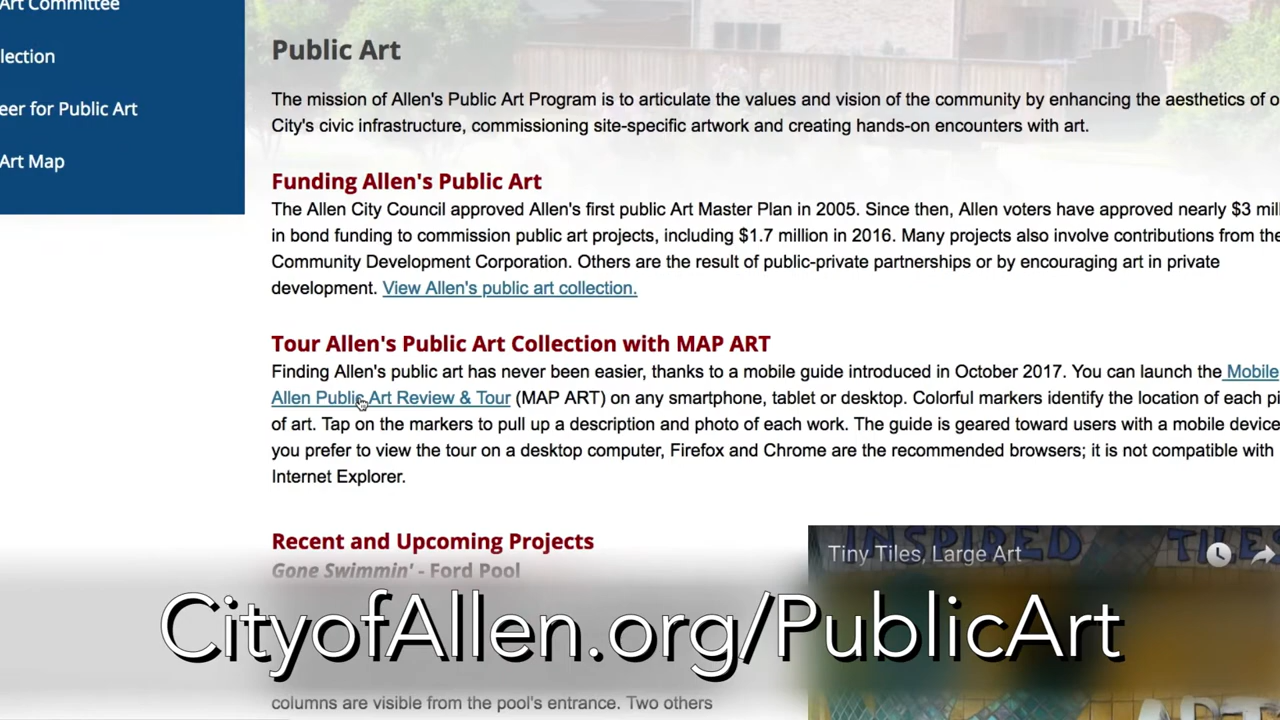 Art Committee
lection
eer for Public Art
Art Map
Public Art
The mission of Allen's Public Art Program is to articulate the values and vision of the community by enhancing the aesthetics of o
City's civic infrastructure, commissioning site-specific artwork and creating hands-on encounters with art.
Funding Allen's Public Art
The Allen City Council approved Allen's first public Art Master Plan in 2005. Since then, Allen voters have approved nearly $3 mil
in bond funding to commission public art projects, including $1.7 million in 2016. Many projects also involve contributions from the
Community Development Corporation. Others are the result of public-private partnerships or by encouraging art in private
development. View Allen's public art collection.
Tour Allen's Public Art Collection with MAP ART
Finding Allen's public art has never been easier, thanks to a mobile guide introduced in October 2017. You can launch the Mobile
Allen Public Art Review & Tour (MAP ART) on any smartphone, tablet or desktop. Colorful markers identify the location of each pi
of art. Tap on the markers to pull up a description and photo of each work. The guide is geared toward users with a mobile device
you prefer to view the tour on a desktop computer, Firefox and Chrome are the recommended browsers; it is not compatible with
Internet Explorer.
Recent and Upcoming Projects
Gone Swimmin' - Ford Pool
INSPIRED TILES
Tiny Tiles, Large Art
CityofAllen.org/PublicArt
columns are visible from the pool's entrance. Two others
ART